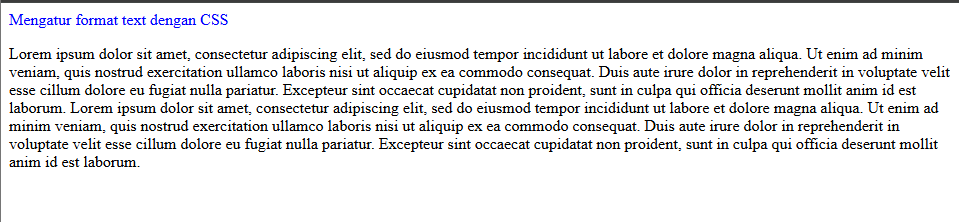 Mengatur format text dengan CSS
Lorem ipsum dolor sit amet, consectetur adipiscing elit, sed do eiusmod tempor incididunt ut labore et dolore magna aliqua. Ut enim ad minim
veniam, quis nostrud exercitation ullamco laboris nisi ut aliquip ex ea commodo consequat. Duis aute irure dolor in reprehenderit in voluptate velit
esse cillum dolore eu fugiat nulla pariatur. Excepteur sint occaecat cupidatat non proident, sunt in culpa qui officia deserunt mollit anim id est
laborum. Lorem ipsum dolor sit amet, consectetur adipiscing elit, sed do eiusmod tempor incididunt ut labore et dolore magna aliqua. Ut enim ad
minim veniam, quis nostrud exercitation ullamco laboris nisi ut aliquip ex ea commodo consequat. Duis aute irure dolor in reprehenderit in
voluptate velit esse cillum dolore eu fugiat nulla pariatur. Excepteur sint occaecat cupidatat non proident, sunt in culpa qui officia deserunt mollit
anim id est laborum.